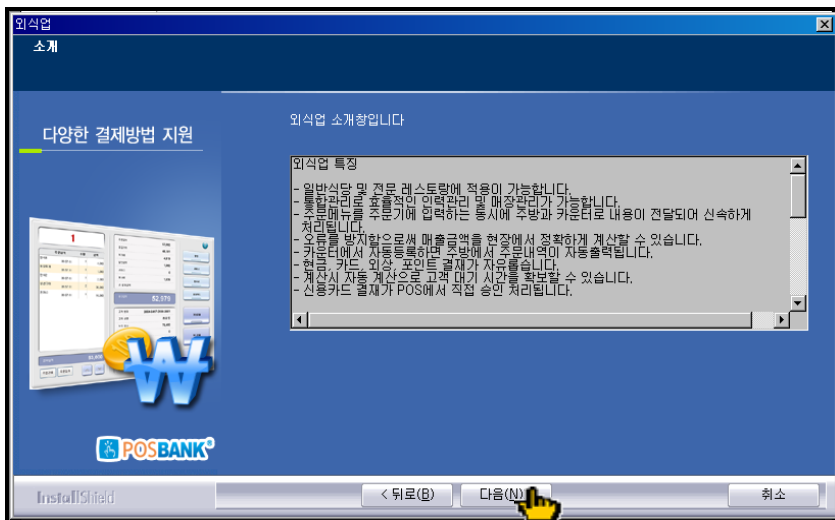 외식업
소개
다양한 결제방법 지원
외식업 소개창입니다
외식업 특징
- 일반식당 및 전문 레스토랑에 적용이 가능합니다.
- 통합관리로 효율적인 인력관리 및 매장관리가 가능합니다.
- 주문메뉴를 주문기에 입력하는 동시에 주방과 카운터로 내용이 전달되어 신속하게
처리됩니다.
- 오류를 방지함으로써 매출금액을 현장에서 정확하게 계산할 수 있습니다.
- 카운터에서 자동등록하면 주방에서 주문내역이 자동출력됩니다.
- 현금, 카드, 외상, 포인트 결재가 자유롭습니다.
- 계산시 자동 계산으로 고객 대기 시간을 확보할 수 있습니다.
- 신용카드 결재가 POS에서 직접 승인 처리됩니다.
1
52,970
POSBANK
InstallShield
< 뒤로(B)
다음(N)
취소